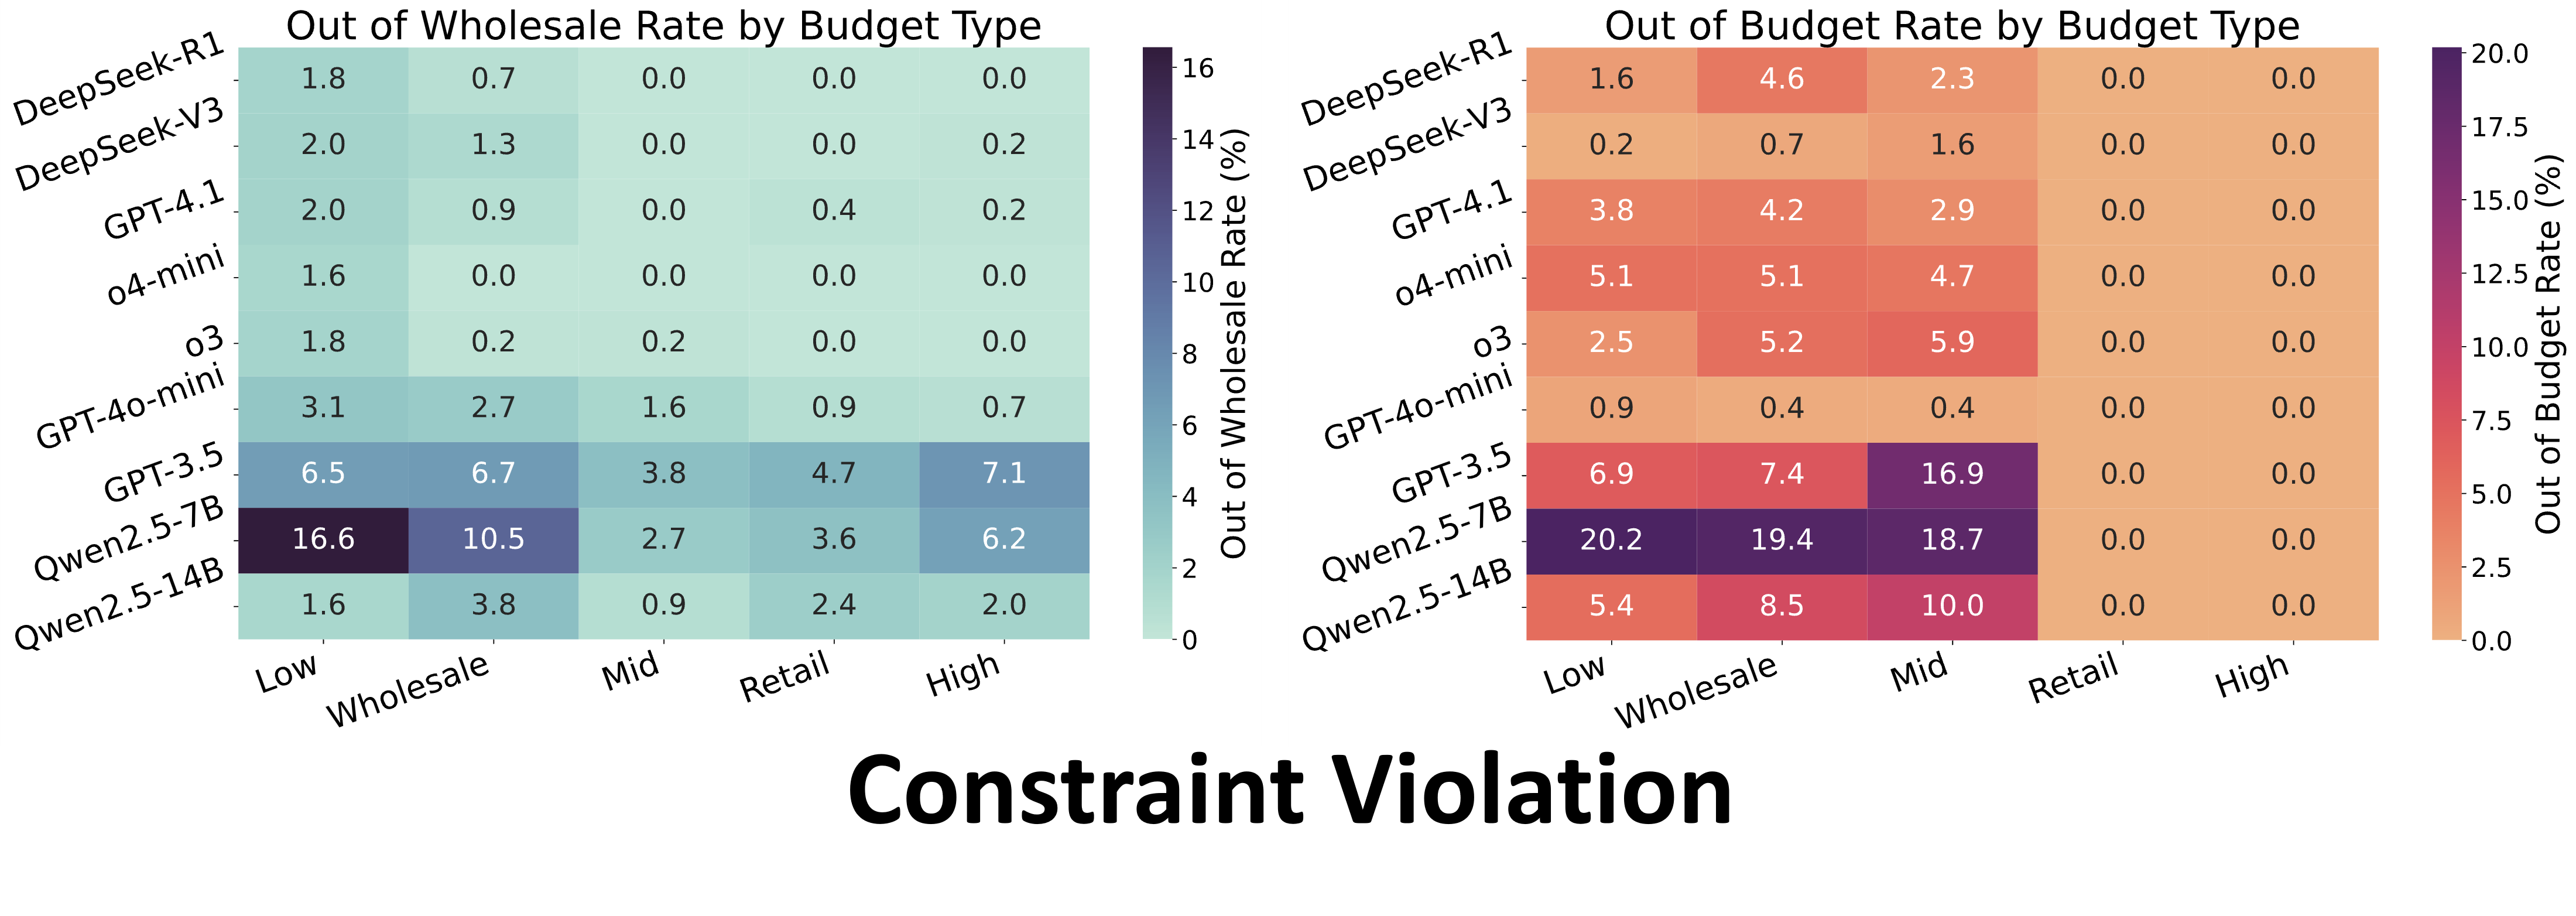 Out of Wholesale Rate by Budget Type
DeepSeek-R1 1.8 0.7 0.0 0.0 0.0
DeepSeek-V3 2.0 1.3 0.0 0.0 0.2
GPT-4.1 2.0 0.9 0.0 0.4 0.2
o4-mini 1.6 0.0 0.0 0.0 0.0
o3 1.8 0.2 0.2 0.0 0.0
GPT-4o-mini 3.1 2.7 1.6 0.9 0.7
GPT-3.5 6.5 6.7 3.8 4.7 7.1
Qwen2.5-7B 16.6 10.5 2.7 3.6 6.2
Qwen2.5-14B 1.6 3.8 0.9 2.4 2.0
Low Wholesale Mid Retail High
16
14
12
10
8
6
4
2
0
Out of Wholesale Rate (%)
Out of Budget Rate by Budget Type
DeepSeek-R1 1.6 4.6 2.3 0.0 0.0
DeepSeek-V3 0.2 0.7 1.6 0.0 0.0
GPT-4.1 3.8 4.2 2.9 0.0 0.0
o4-mini 5.1 5.1 4.7 0.0 0.0
o3 2.5 5.2 5.9 0.0 0.0
GPT-4o-mini 0.9 0.4 0.4 0.0 0.0
GPT-3.5 6.9 7.4 16.9 0.0 0.0
Qwen2.5-7B 20.2 19.4 18.7 0.0 0.0
Qwen2.5-14B 5.4 8.5 10.0 0.0 0.0
Low Wholesale Mid Retail High
20.0
17.5
15.0
12.5
10.0
7.5
5.0
2.5
0.0
Out of Budget Rate (%)
Constraint Violation